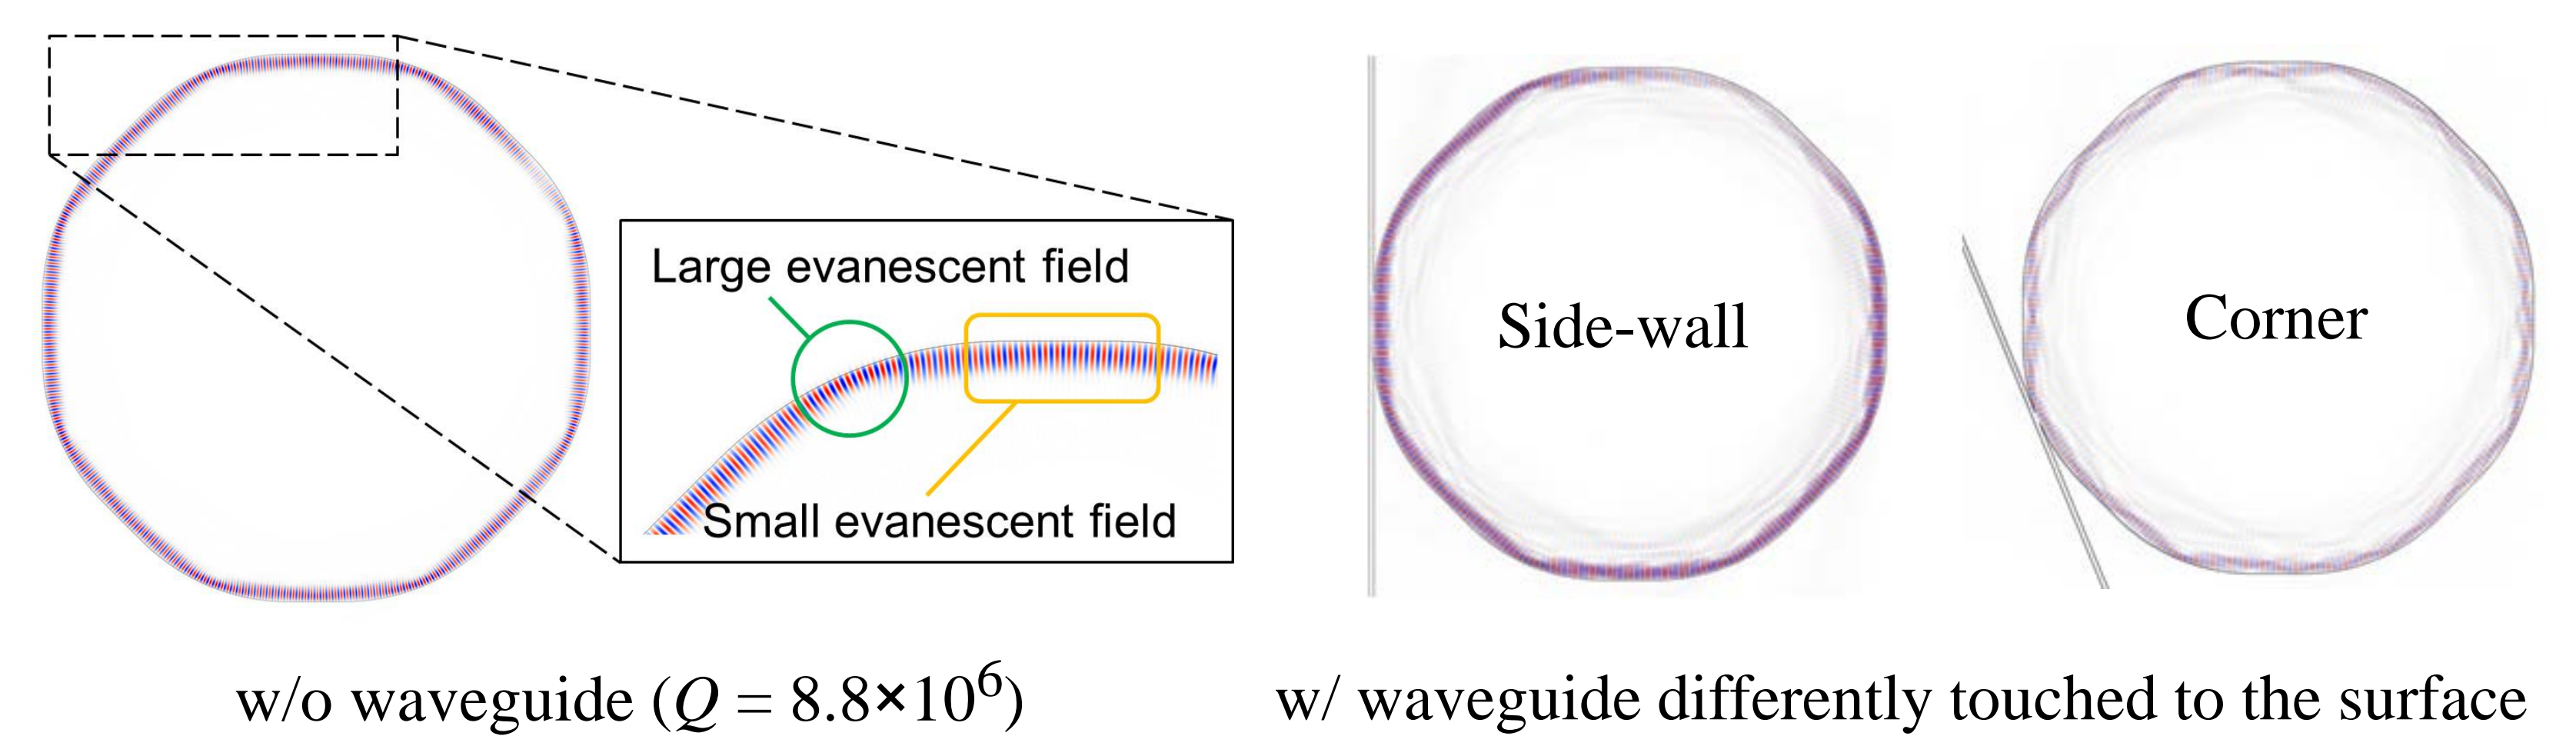 Large evanescent field
Small evanescent field
Side-wall
Corner
w/o waveguide (Q = 8.8×10⁶)
w/ waveguide differently touched to the surface